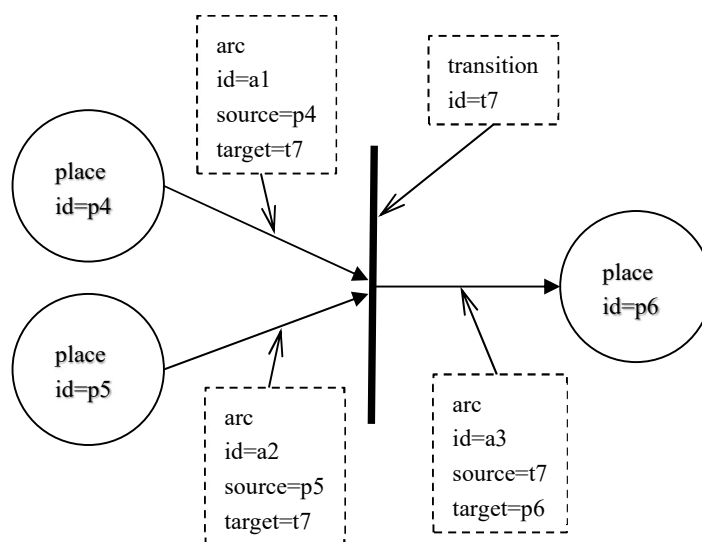 arc
id=a1
source=p4
target=t7
transition
id=t7
place
id=p4
place
id=p6
place
id=p5
arc
id=a2
source=p5
target=t7
arc
id=a3
source=t7
target=p6